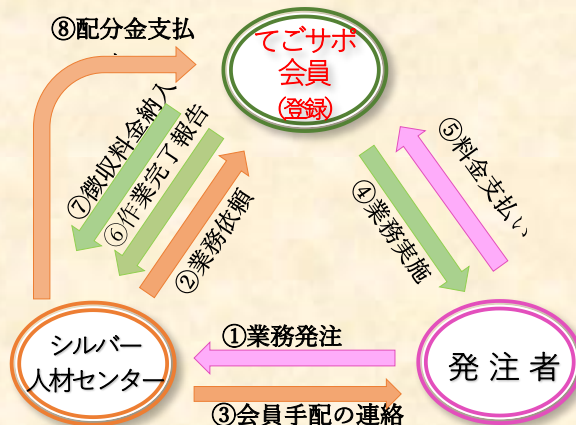 ⑧配分金支払
てごサポ
会員
(登録)
⑦徴収料金納入
⑥作業完了報告
②業務依頼
⑤料金支払い
④業務実施
①業務発注
シルバー
人材センター
発注者
③会員手配の連絡